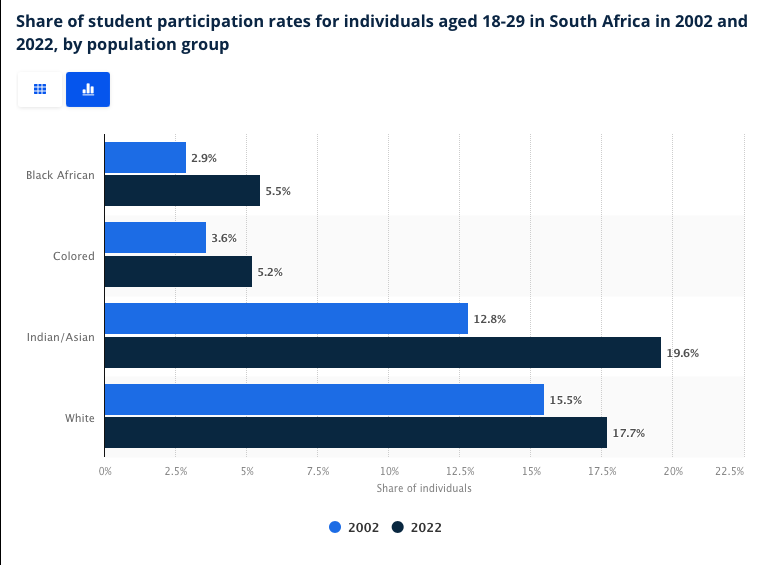 Share of student participation rates for individuals aged 18-29 in South Africa in 2002 and
2022, by population group
Black African
2.9%
5.5%
Colored
3.6%
5.2%
Indian/Asian
12.8%
19.6%
White
15.5%
17.7%
0% 2.5% 5% 7.5% 10% 12.5% 15% 17.5% 20% 22.5%
Share of individuals
2002 2022